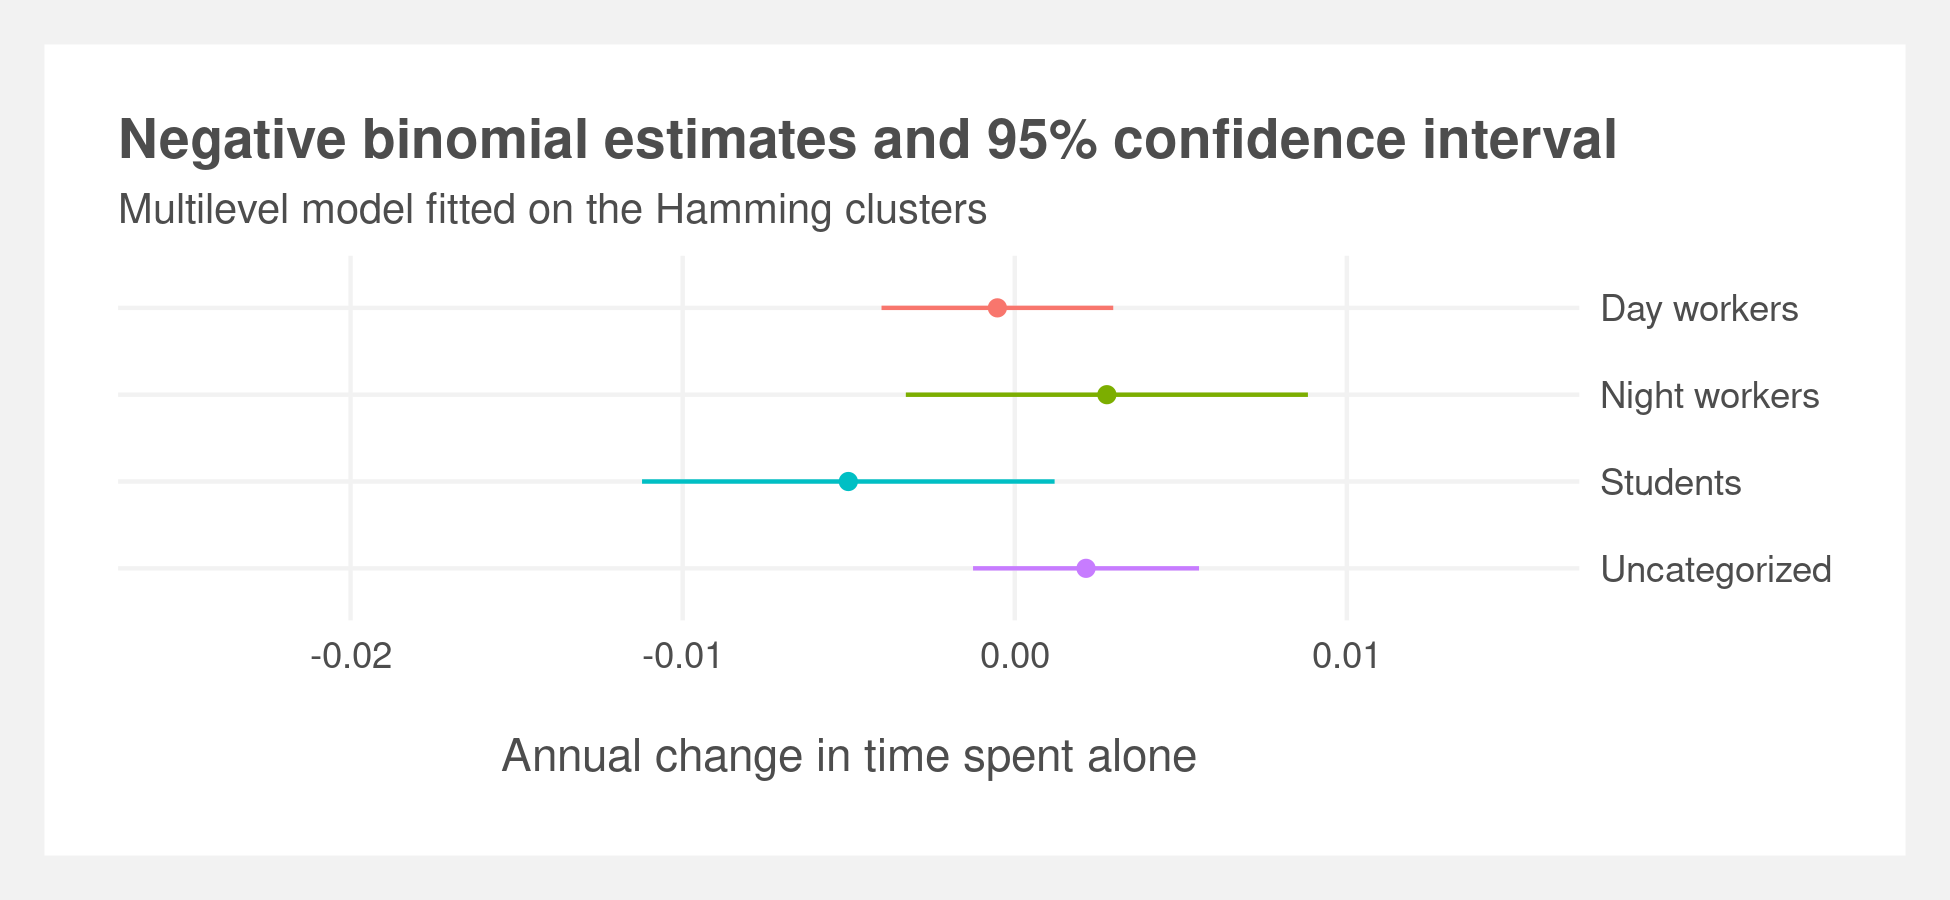 Negative binomial estimates and 95% confidence interval
Multilevel model fitted on the Hamming clusters
Day workers
Night workers
Students
Uncategorized
-0.02 -0.01 0.00 0.01
Annual change in time spent alone